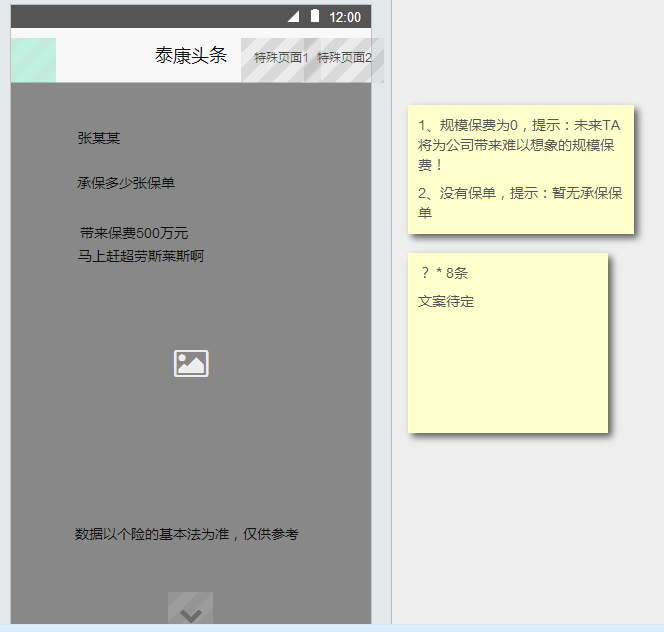 12:00
泰康头条
特殊页面1
特殊页面2
张某某
承保多少张保单
带来保费500万元
马上赶超劳斯莱斯啊
数据以个险的基本法为准，仅供参考
1、规模保费为0，提示：未来TA
将为公司带来难以想象的规模保
费！
2、没有保单，提示：暂无承保保
单
？* 8条
文案待定